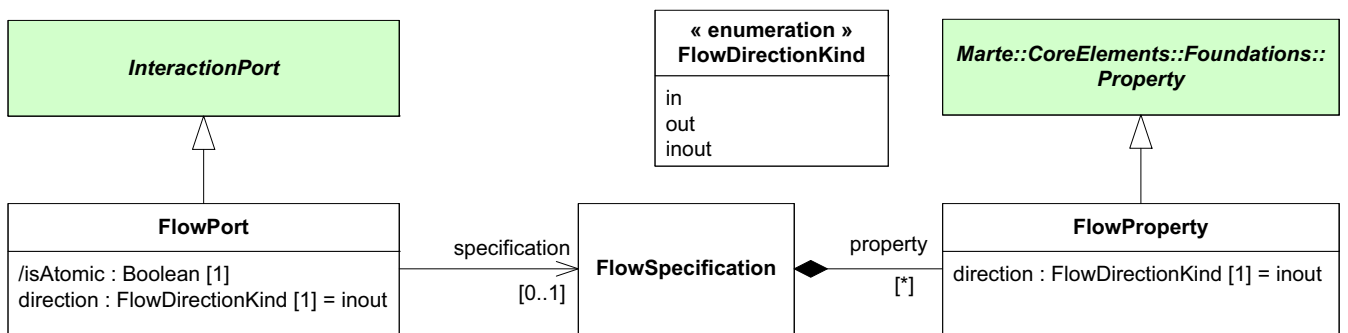 InteractionPort
« enumeration »
FlowDirectionKind
in
out
inout
Marte::CoreElements::Foundations::
Property
FlowPort
/isAtomic : Boolean [1]
direction : FlowDirectionKind [1] = inout
specification
[0..1]
FlowSpecification
property
[*]
FlowProperty
direction : FlowDirectionKind [1] = inout